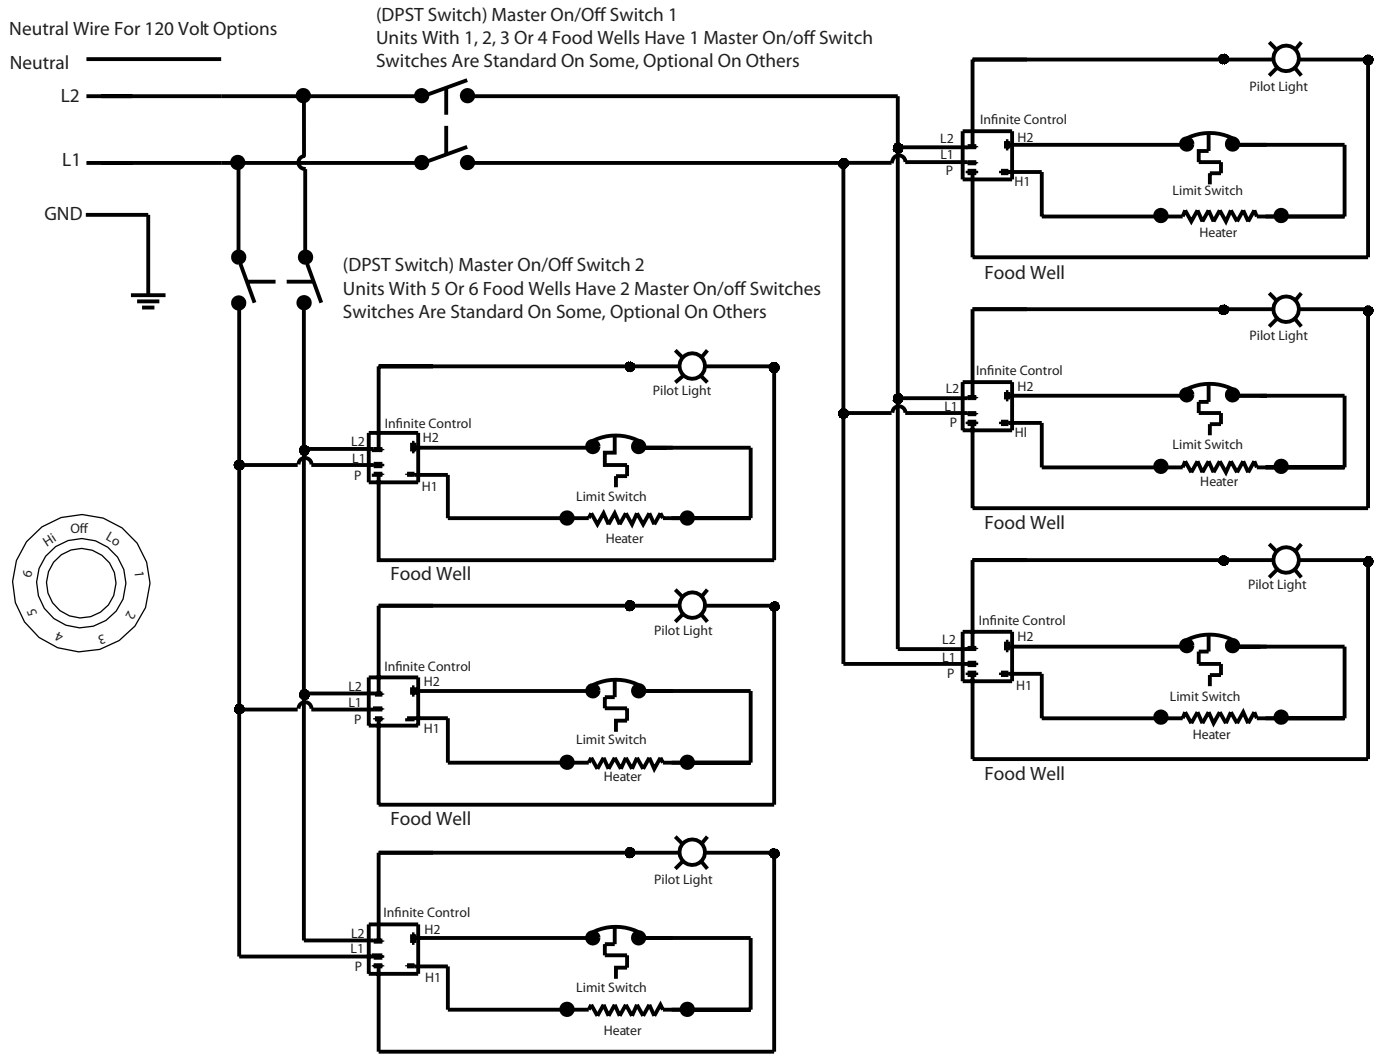 Neutral Wire For 120 Volt Options
Neutral
L2
L1
GND
(DPST Switch) Master On/Off Switch 1
Units With 1, 2, 3 Or 4 Food Wells Have 1 Master On/off Switch
Switches Are Standard On Some, Optional On Others
(DPST Switch) Master On/Off Switch 2
Units With 5 Or 6 Food Wells Have 2 Master On/off Switches
Switches Are Standard On Some, Optional On Others
Pilot Light
Infinite Control
L2
H2
L1
P
H1
Limit Switch
Heater
Food Well
Pilot Light
Infinite Control
L2
H2
L1
P
HI
Limit Switch
Heater
Food Well
Pilot Light
Infinite Control
L2
H2
L1
P
H1
Limit Switch
Heater
Food Well
Pilot Light
Infinite Control
L2
H2
L1
P
H1
Limit Switch
Heater
Food Well
Pilot Light
Infinite Control
L2
H2
L1
P
H1
Limit Switch
Heater
Food Well
Pilot Light
Infinite Control
L2
H2
L1
P
H1
Limit Switch
Heater
Off
Lo
1
2
3
4
5
6
Hi